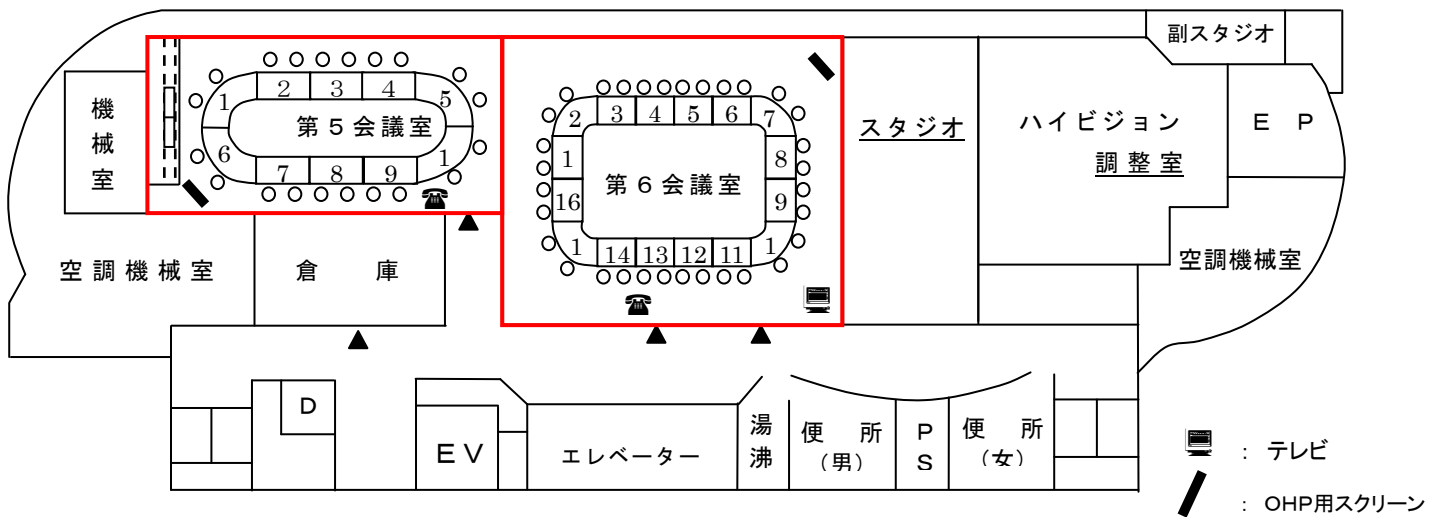 副スタジオ
機械室
2 3 4
1 5
第5会議室
6 1
7 8 9
3 4 5 6
2 7
1 8
第6会議室
16 9
1 1
14 13 12 11
スタジオ
ハイビジョン
調整室
EP
空調機械室
倉庫
空調機械室
D
EV
エレベーター
湯沸
便所
(男)
PS
便所
(女)
: テレビ
: OHP用スクリーン